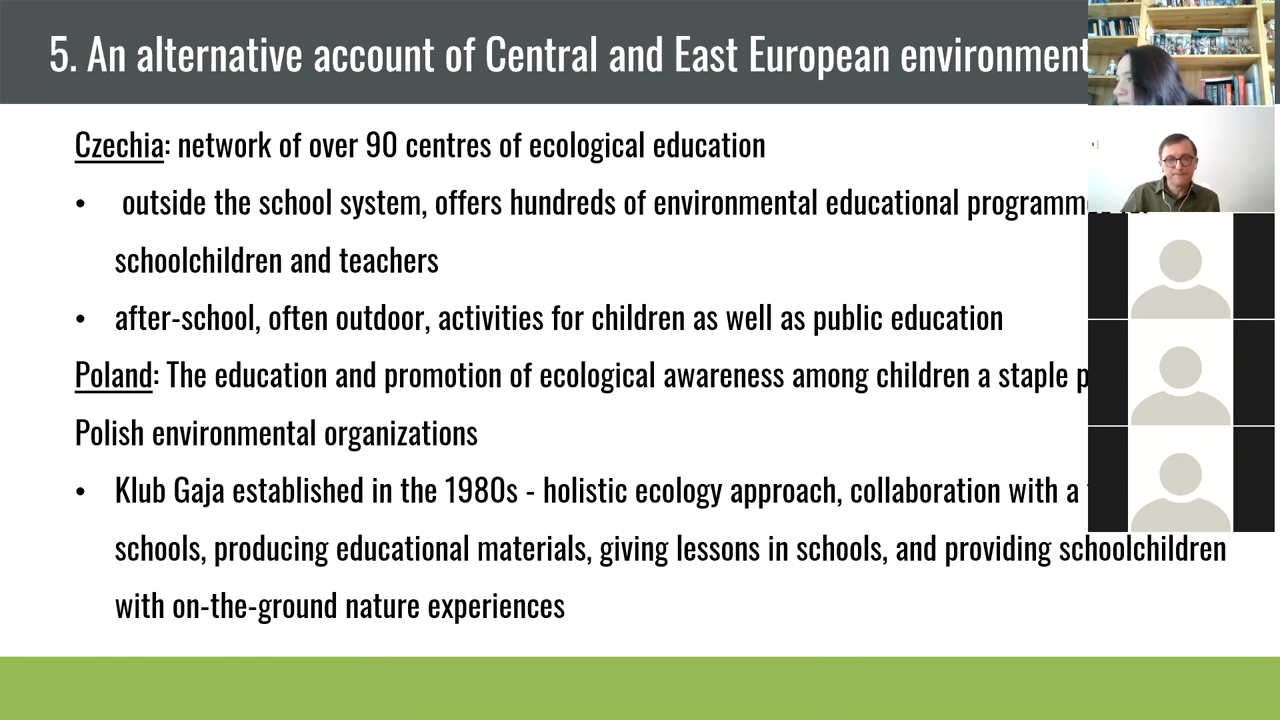 5. An alternative account of Central and East European environment
Czechia: network of over 90 centres of ecological education
• outside the school system, offers hundreds of environmental educational
schoolchildren and teachers
• after-school, often outdoor, activities for children as well as public education
Poland: The education and promotion of ecological awareness among children a staple
Polish environmental organizations
• Klub Gaja established in the 1980s - holistic ecology approach, collaboration with a
schools, producing educational materials, giving lessons in schools, and providing schoolchildren
with on-the-ground nature experiences